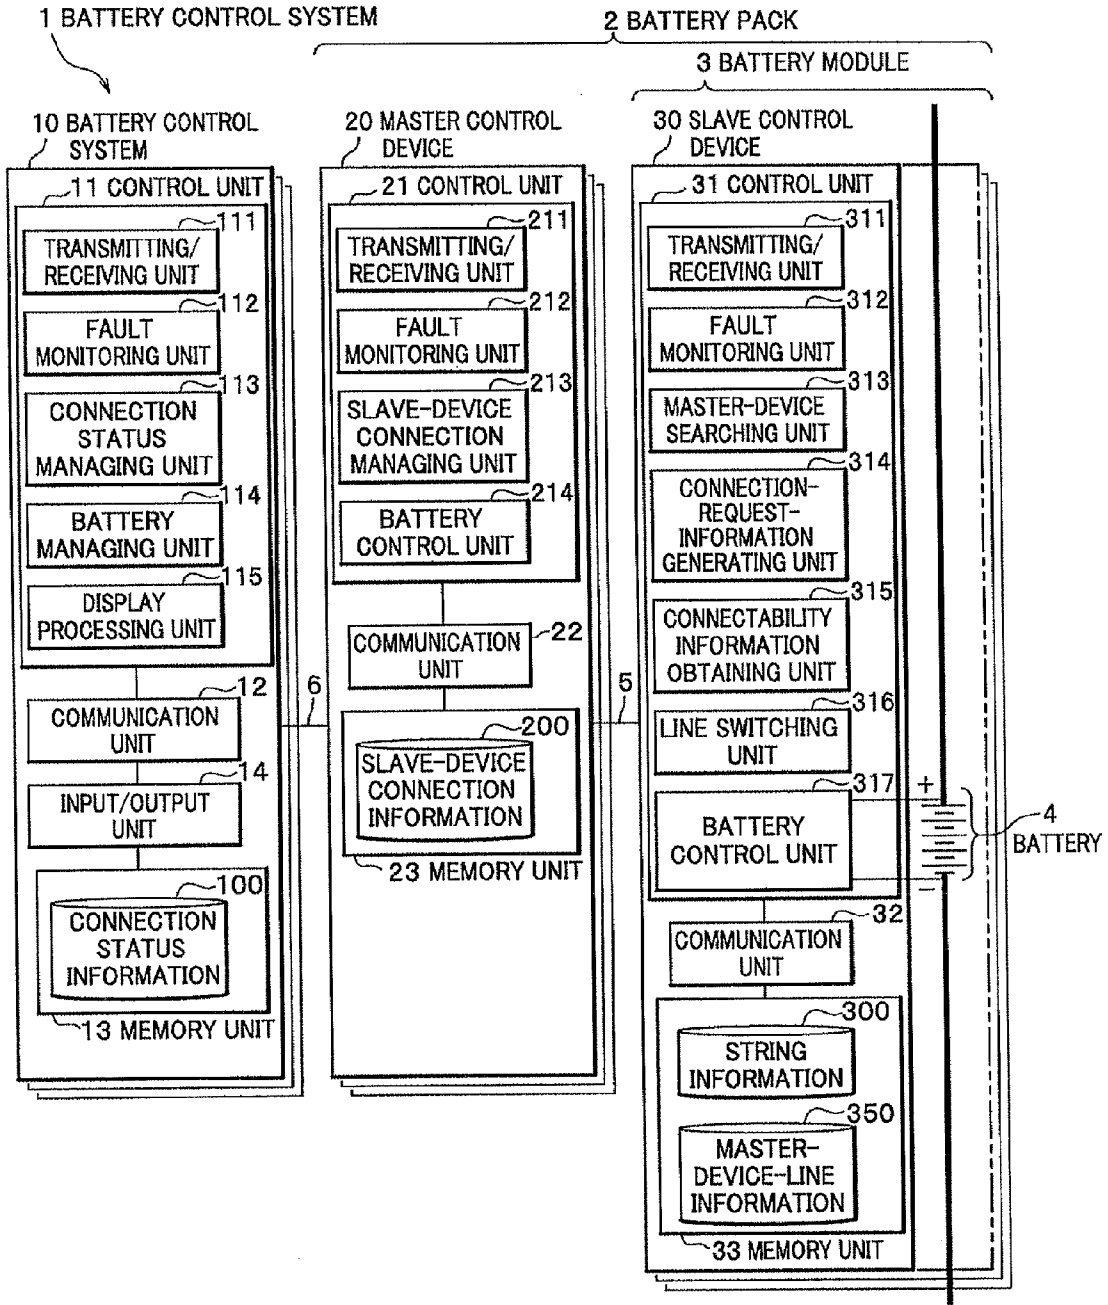 1 BATTERY CONTROL SYSTEM
2 BATTERY PACK
3 BATTERY MODULE
10 BATTERY CONTROL
SYSTEM
11 CONTROL UNIT
111
TRANSMITTING/
RECEIVING UNIT
112
FAULT
MONITORING UNIT
113
CONNECTION
STATUS
MANAGING UNIT
114
BATTERY
MANAGING UNIT
115
DISPLAY
PROCESSING UNIT
12
COMMUNICATION
UNIT
14
INPUT/OUTPUT
UNIT
100
CONNECTION
STATUS
INFORMATION
13 MEMORY UNIT
6
20 MASTER CONTROL
DEVICE
21 CONTROL UNIT
211
TRANSMITTING/
RECEIVING UNIT
212
FAULT
MONITORING UNIT
213
SLAVE-DEVICE
CONNECTION
MANAGING UNIT
214
BATTERY
CONTROL UNIT
COMMUNICATION
UNIT
22
200
SLAVE-DEVICE
CONNECTION
INFORMATION
23 MEMORY UNIT
5
30 SLAVE CONTROL
DEVICE
31 CONTROL UNIT
311
TRANSMITTING/
RECEIVING UNIT
312
FAULT
MONITORING UNIT
313
MASTER-DEVICE
SEARCHING UNIT
314
CONNECTION-
REQUEST-
INFORMATION
GENERATING UNIT
315
CONNECTABILITY
INFORMATION
OBTAINING UNIT
316
LINE SWITCHING
UNIT
317
BATTERY
CONTROL UNIT
+
−
4
BATTERY
32
COMMUNICATION
UNIT
300
STRING
INFORMATION
350
MASTER-
DEVICE-LINE
INFORMATION
33 MEMORY UNIT